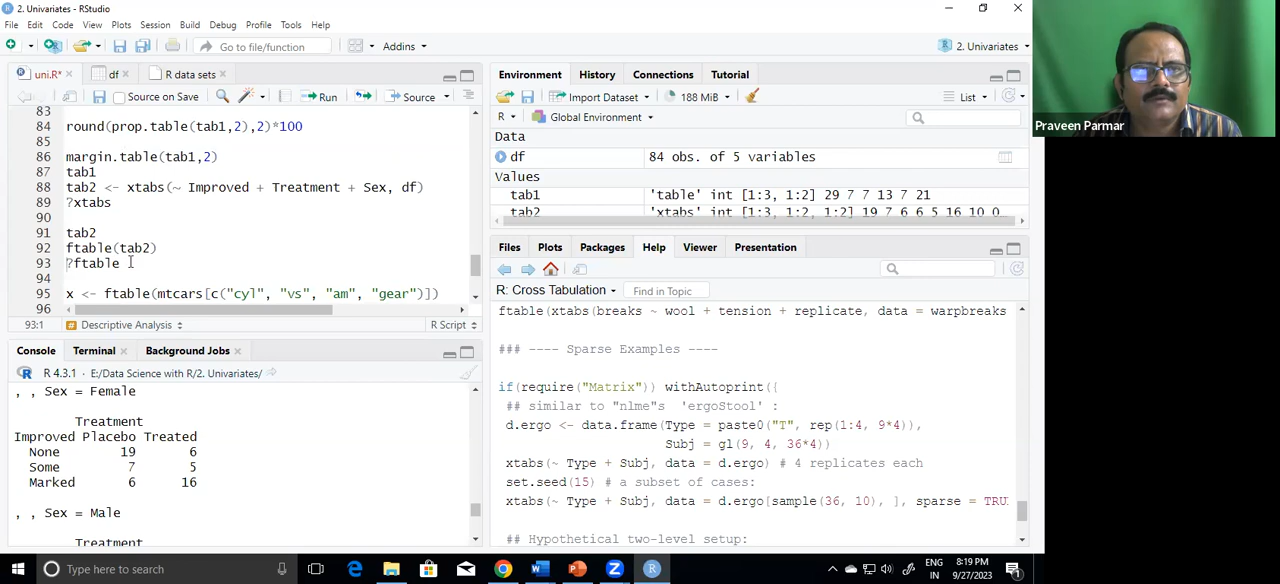 2. Univariates - RStudio
File Edit Code View Plots Session Build Debug Profile Tools Help
Go to file/function Addins 2. Univariates
uni.R* df R data sets
Source on Save Run Source
83
84 round(prop.table(tab1,2),2)*100
85
86 margin.table(tab1,2)
87 tab1
88 tab2 <- xtabs(~ Improved + Treatment + Sex, df)
89 ?xtabs
90
91 tab2
92 ftable(tab2)
93 ?ftable
94
95 x <- ftable(mtcars[c("cyl", "vs", "am", "gear")])
96
93:1 # Descriptive Analysis R Script
Console Terminal Background Jobs
R 4.3.1 · E:/Data Science with R/2. Univariates/
, , Sex = Female
Treatment
Improved Placebo Treated
None 19 6
Some 7 5
Marked 6 16
, , Sex = Male
Treatment
Environment History Connections Tutorial
Import Dataset 188 MiB List
R Global Environment
Data
df 84 obs. of 5 variables
Values
tab1 'table' int [1:3, 1:2] 29 7 7 13 7 21
tab2 'xtabs' int [1:3, 1:2, 1:2] 19 7 6 6 5 16 10 0
Files Plots Packages Help Viewer Presentation
R: Cross Tabulation Find in Topic
ftable(xtabs(breaks ~ wool + tension + replicate, data = warpbreaks
### ---- Sparse Examples ----
if(require("Matrix")) withAutoprint({
## similar to "nlme"s 'ergoStool' :
d.ergo <- data.frame(Type = paste0("T", rep(1:4, 9*4)),
Subj = gl(9, 4, 36*4))
xtabs(~ Type + Subj, data = d.ergo) # 4 replicates each
set.seed(15) # a subset of cases:
xtabs(~ Type + Subj, data = d.ergo[sample(36, 10), ], sparse = TRU
## Hypothetical two-level setup:
Praveen Parmar
Type here to search
ENG
IN
8:19 PM
9/27/2023
1